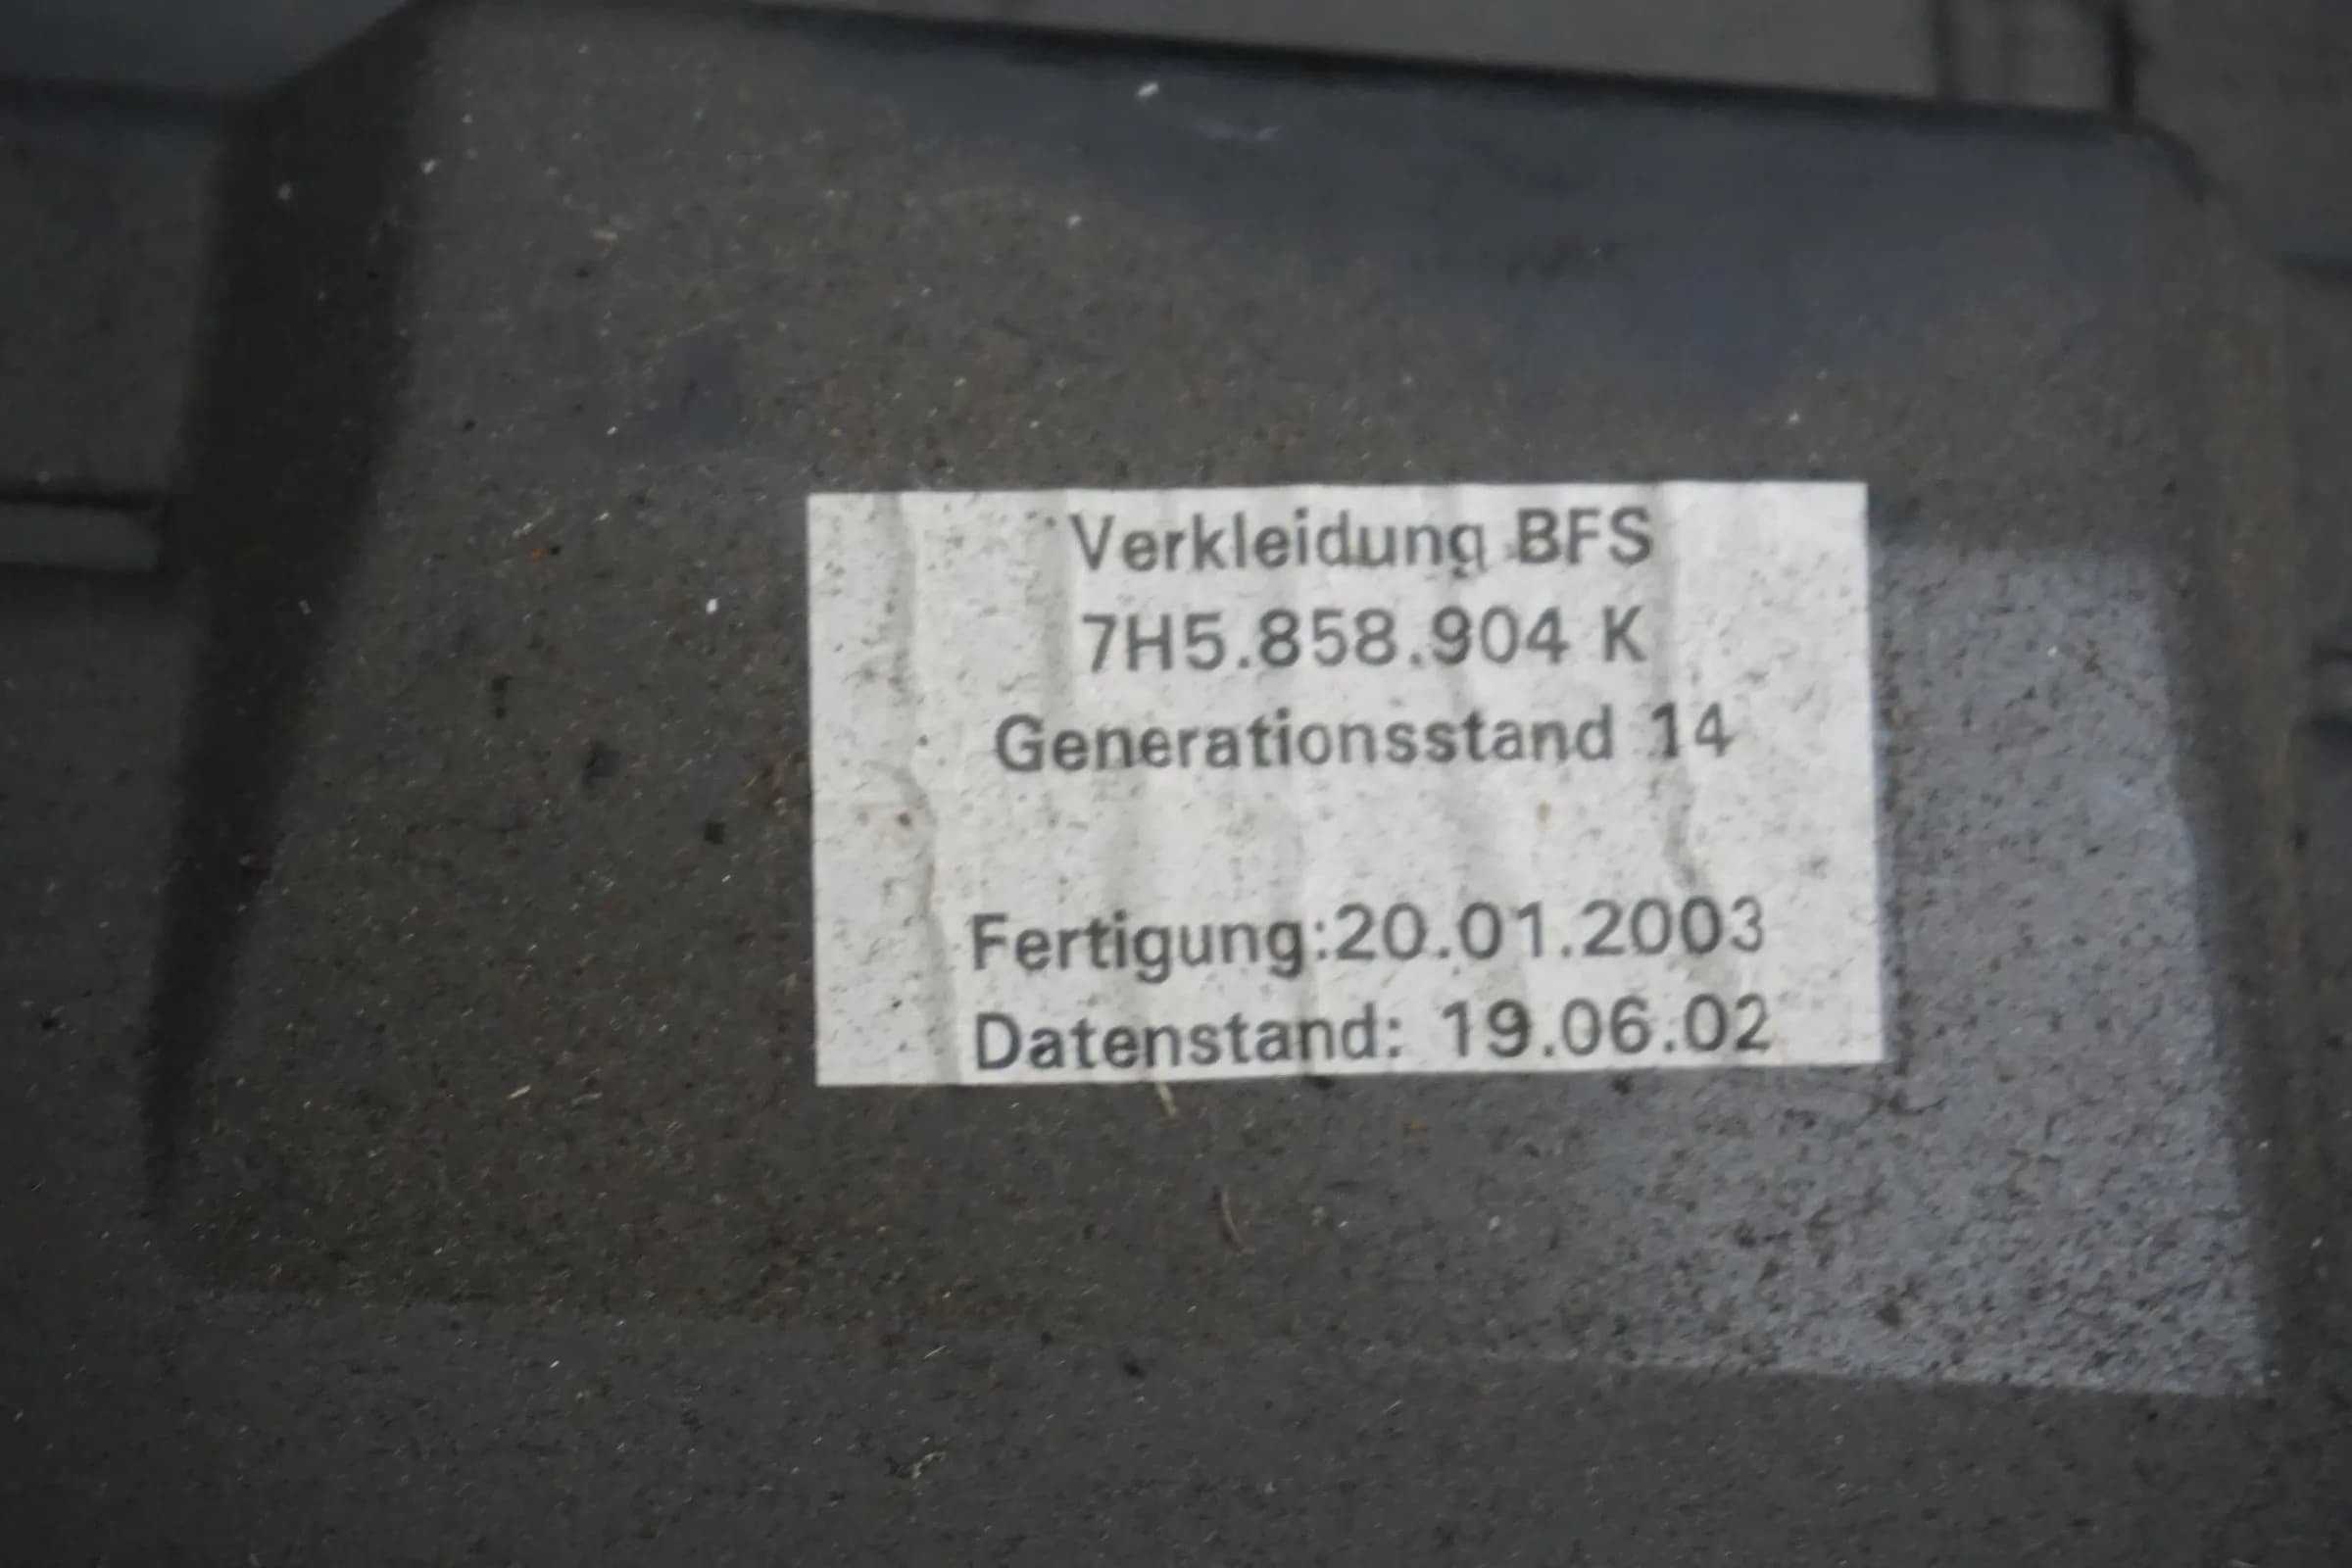 Verkleidung BFS
7H5.858.904 K
Generationsstand 14
Fertigung:20.01.2003
Datenstand: 19.06.02